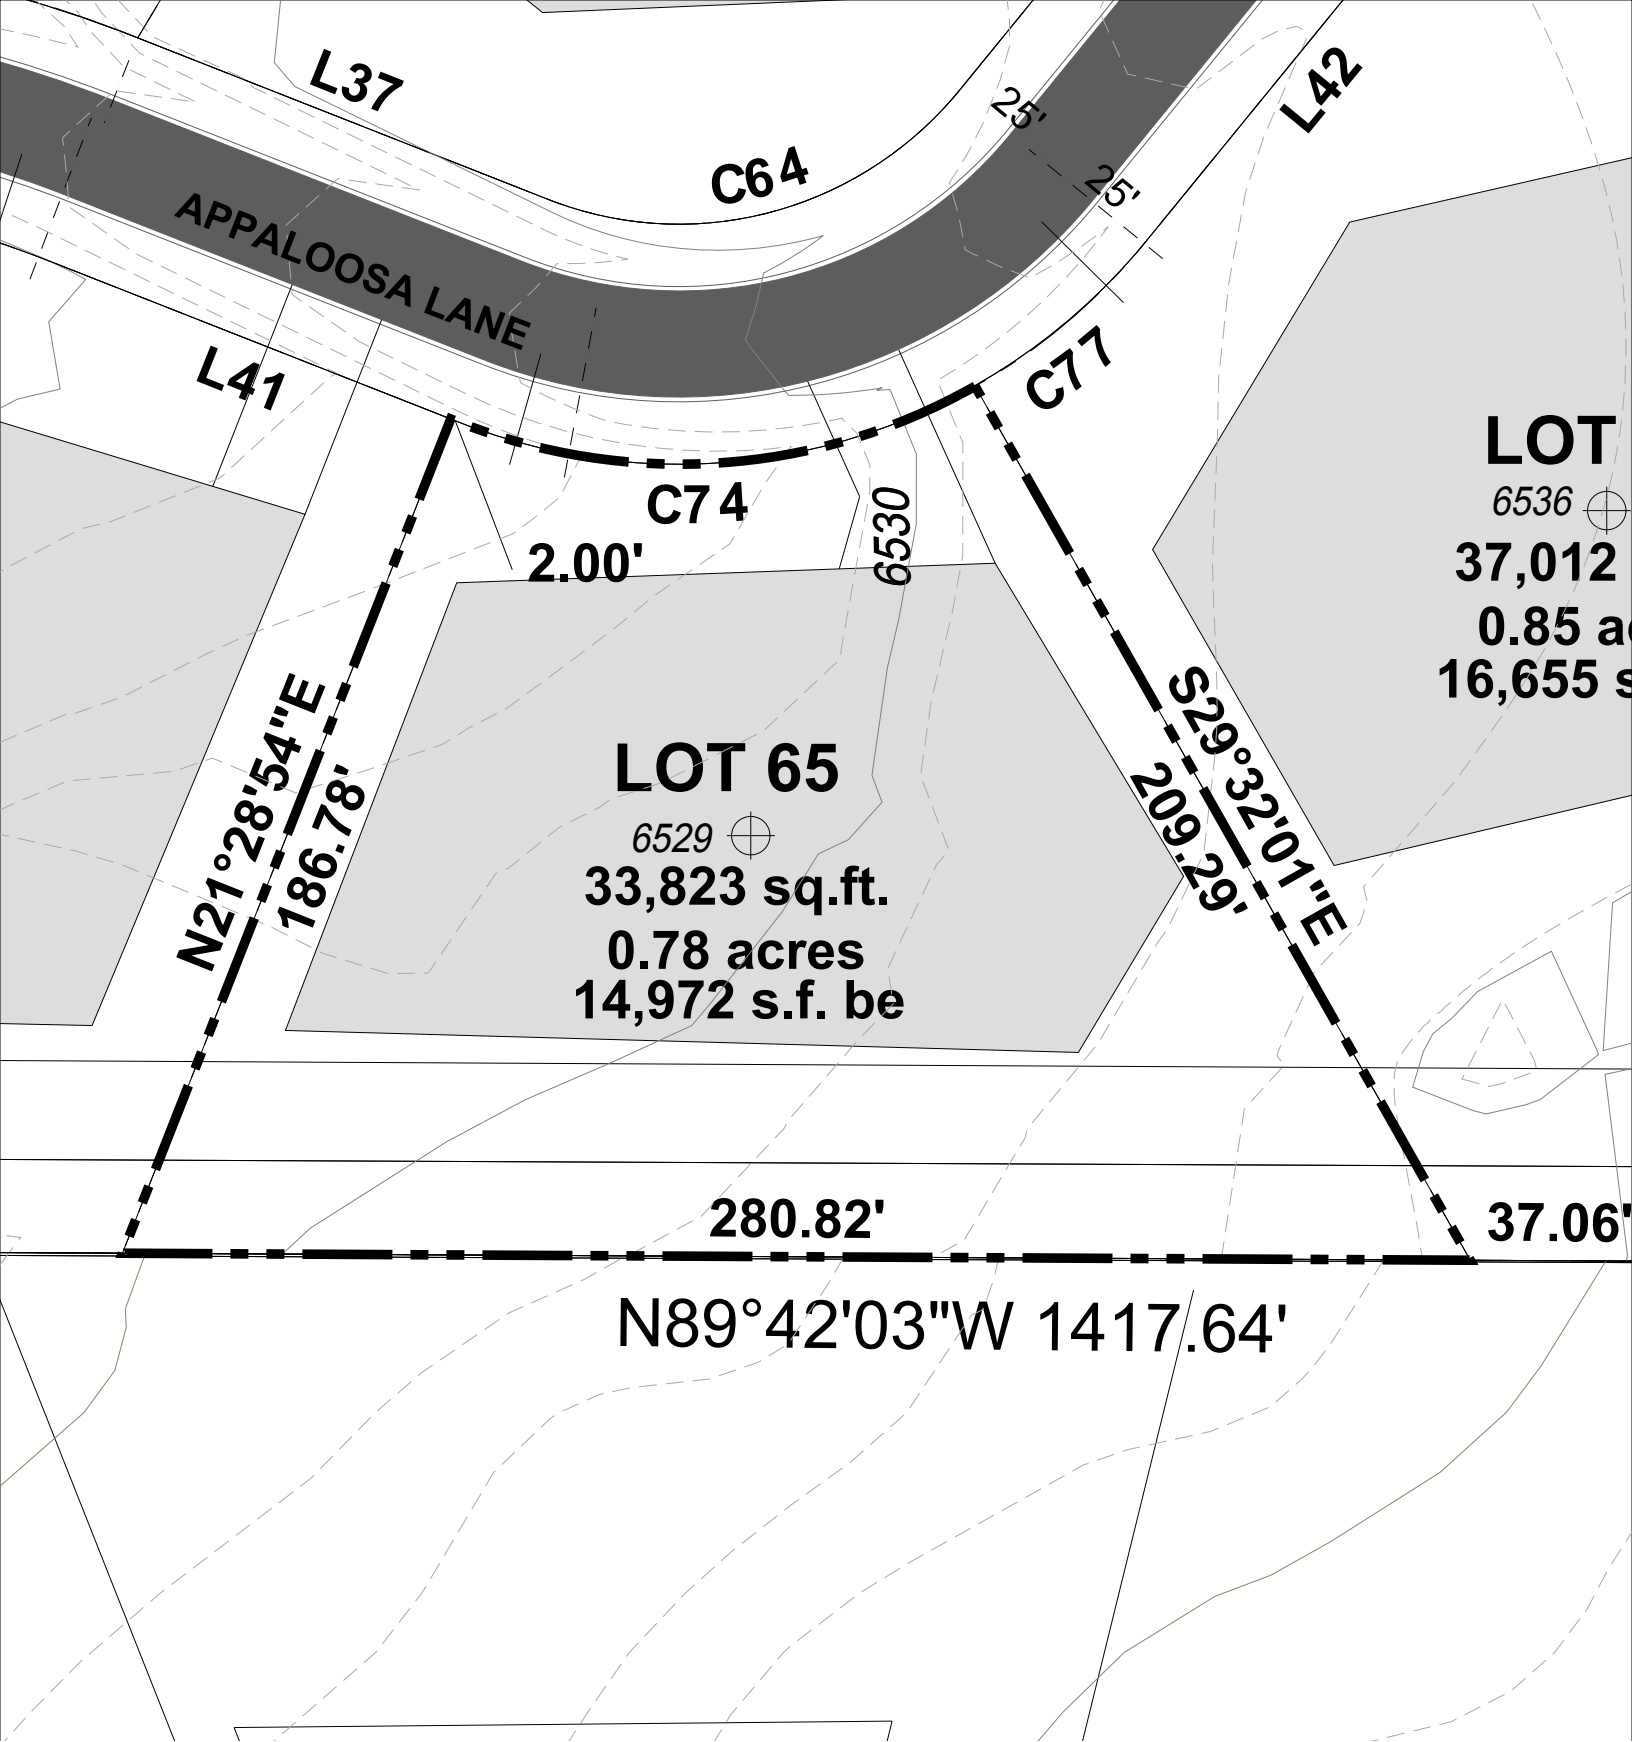 L37
L42
25'
C64
25'
APPALOOSA LANE
L41
C77
LOT
C74
6530
6536
2.00'
37,012
0.85
16,655
N21°28'54"E
186.78'
S29°32'01"E
209.29'
LOT 65
6529
33,823 sq.ft.
0.78 acres
14,972 s.f. be
280.82'
37.06'
N89°42'03"W 1417.64'